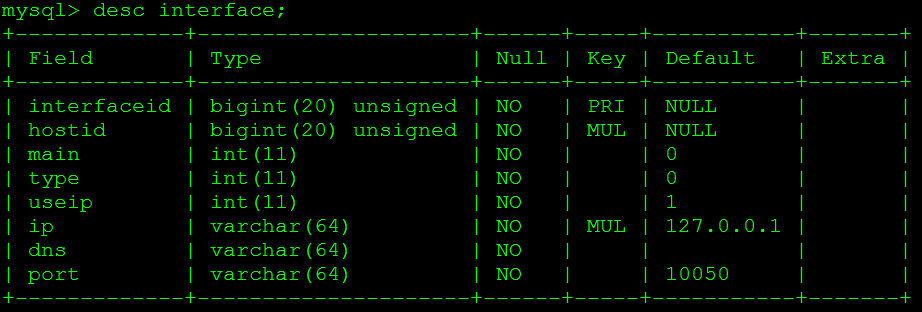 mysql> desc interface;
+-------------+---------------------+------+-----+-----------+-------+
| Field       | Type                | Null | Key | Default   | Extra |
+-------------+---------------------+------+-----+-----------+-------+
| interfaceid | bigint(20) unsigned | NO   | PRI | NULL      |       |
| hostid      | bigint(20) unsigned | NO   | MUL | NULL      |       |
| main        | int(11)             | NO   |     | 0         |       |
| type        | int(11)             | NO   |     | 0         |       |
| useip       | int(11)             | NO   |     | 1         |       |
| ip          | varchar(64)         | NO   | MUL | 127.0.0.1 |       |
| dns         | varchar(64)         | NO   |     |           |       |
| port        | varchar(64)         | NO   |     | 10050     |       |
+-------------+---------------------+------+-----+-----------+-------+